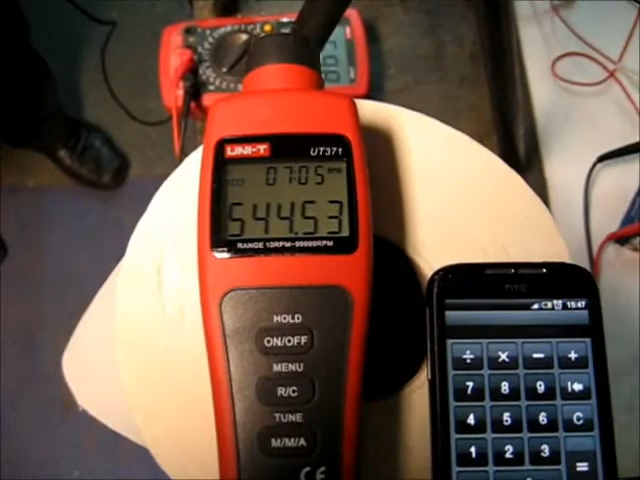 UNI-T UT371
07:05 RPM
544.53
RANGE 10RPM~99999RPM
HOLD
ON/OFF
MENU
R/C
TUNE
M/M/A
CE
hTC
15:47
÷ × − +
7 8 9
4 5 6 C
1 2 3 =